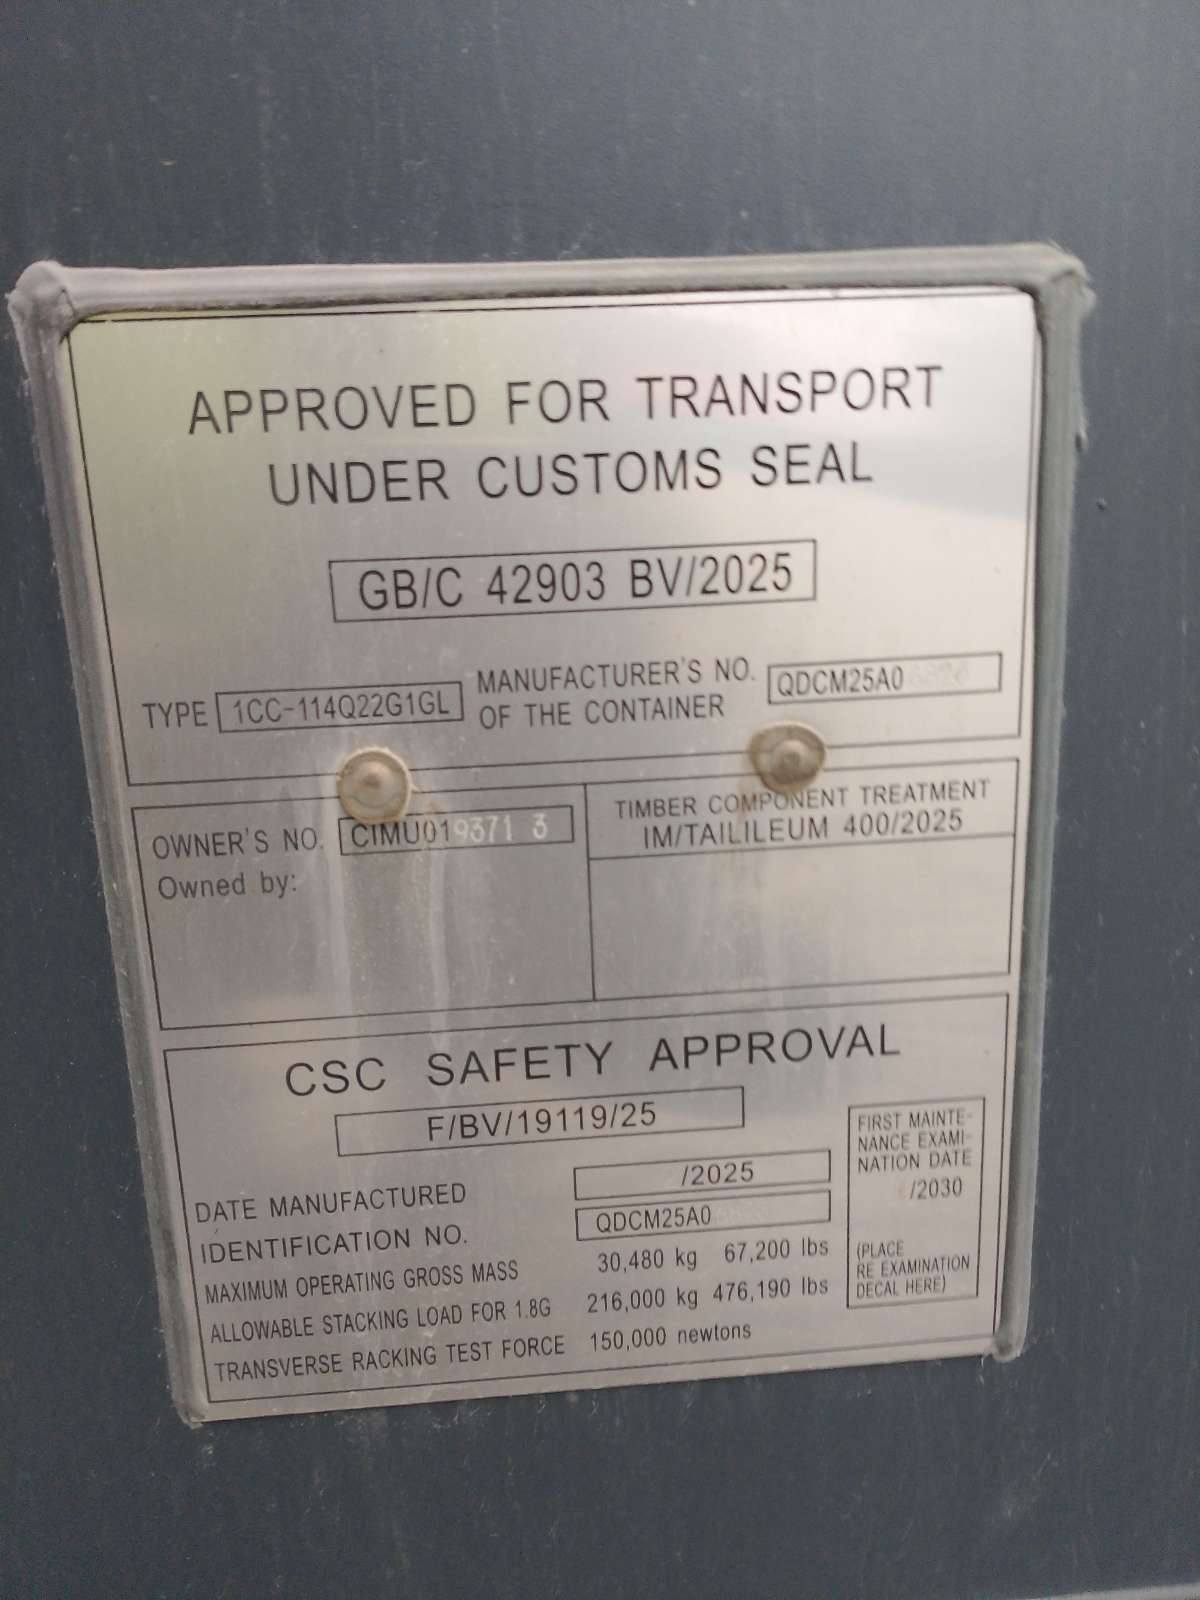 APPROVED FOR TRANSPORT
UNDER CUSTOMS SEAL
GB/C 42903 BV/2025
TYPE 1CC-114Q22G1GL
MANUFACTURER'S NO.
OF THE CONTAINER
QDCM25A0
OWNER'S NO. CIMU019371 3
Owned by:
TIMBER COMPONENT TREATMENT
IM/TAILILEUM 400/2025
CSC SAFETY APPROVAL
F/BV/19119/25
DATE MANUFACTURED /2025
IDENTIFICATION NO. QDCM25A0
MAXIMUM OPERATING GROSS MASS 30,480 kg 67,200 lbs
ALLOWABLE STACKING LOAD FOR 1.8G 216,000 kg 476,190 lbs
TRANSVERSE RACKING TEST FORCE 150,000 newtons
FIRST MAINTE-
NANCE EXAMI-
NATION DATE
/2030
(PLACE
RE EXAMINATION
DECAL HERE)